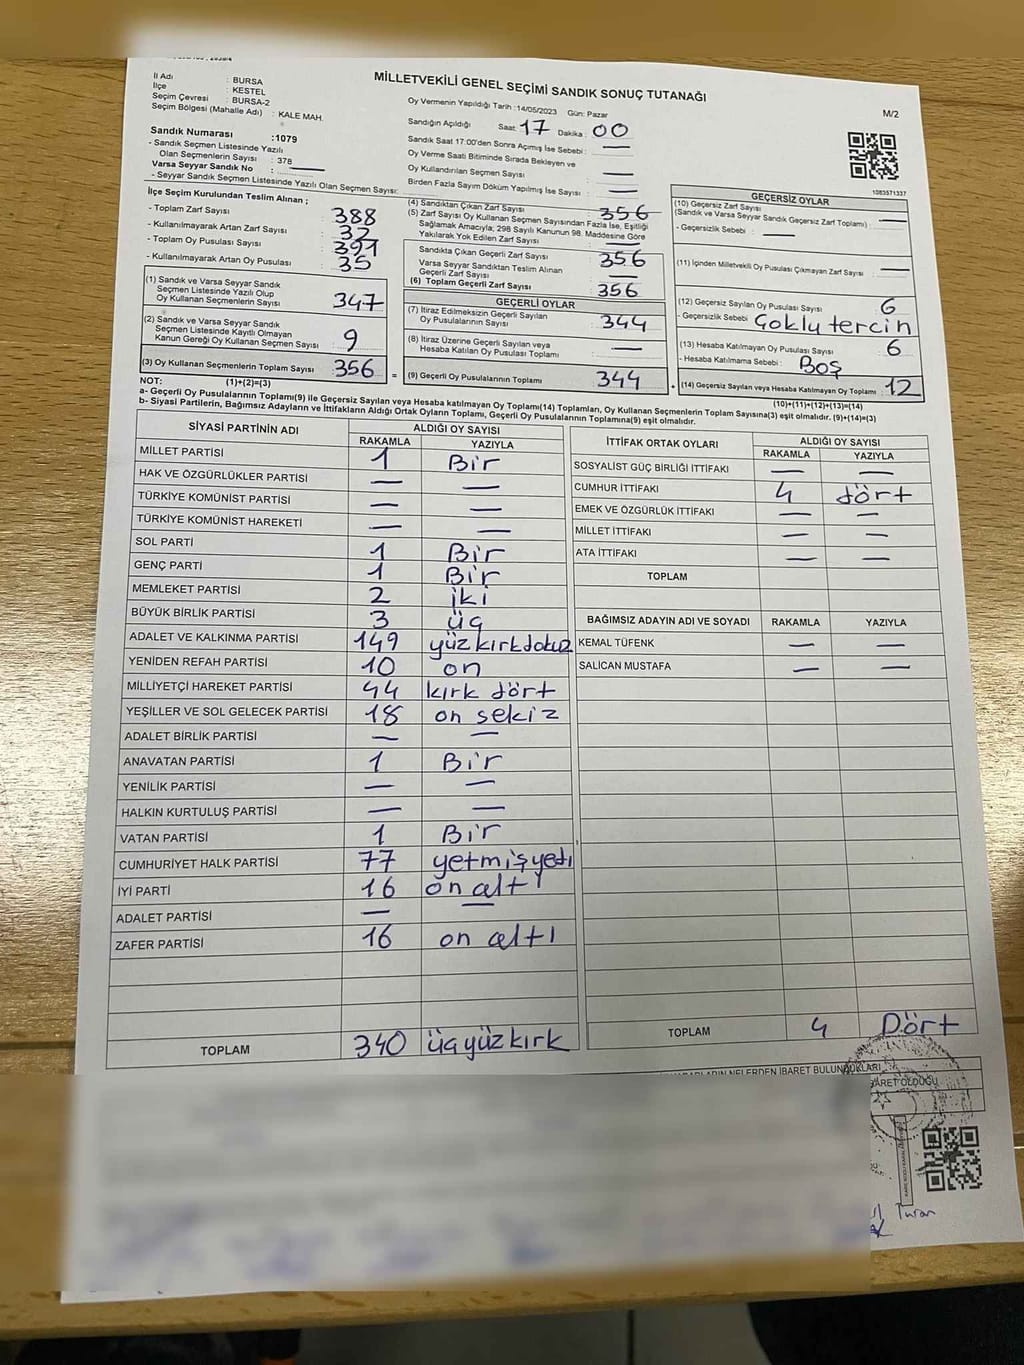 MİLLETVEKİLİ GENEL SEÇİMİ SANDIK SONUÇ TUTANAĞI
M/2
İl Adı : BURSA
İlçe : KESTEL
Seçim Çevresi : BURSA-2
Seçim Bölgesi (Mahalle Adı) : KALE MAH.
Sandık Numarası :1079
- Sandık Seçmen Listesinde Yazılı
Olan Seçmenlerin Sayısı : 378
Varsa Seyyar Sandık No :
- Seyyar Sandık Seçmen Listesinde Yazılı Olan Seçmen Sayısı:
Oy Vermenin Yapıldığı Tarih :14/05/2023 Gün: Pazar
Sandığın Açıldığı Saat: 17 Dakika : 00
Sandık Saat 17:00'den Sonra Açımış İse Sebebi : —
Oy Verme Saati Bitiminde Sırada Bekleyen ve
Oy Kullandırılan Seçmen Sayısı : —
Birden Fazla Sayım Döküm Yapılmış İse Sayısı : —
1083571337
İlçe Seçim Kurulundan Teslim Alınan ;
- Toplam Zarf Sayısı : 388
- Kullanılmayarak Artan Zarf Sayısı : 32
- Toplam Oy Pusulası Sayısı : 391
- Kullanılmayarak Artan Oy Pusulası : 35
(1) Sandık ve Varsa Seyyar Sandık
Seçmen Listesinde Yazılı Olup
Oy Kullanan Seçmenlerin Sayısı : 347
(2) Sandık ve Varsa Seyyar Sandık
Seçmen Listesinde Kayıtlı Olmayan
Kanun Gereği Oy Kullanan Seçmen Sayısı : 9
(3) Oy Kullanan Seçmenlerin Toplam Sayısı : 356
(4) Sandıktan Çıkan Zarf Sayısı : 356
(5) Zarf Sayısı Oy Kullanan Seçmen Sayısından Fazla İse, Eşitliği
Sağlamak Amacıyla; 298 Sayılı Kanunun 98. Maddesine Göre
Yakılarak Yok Edilen Zarf Sayısı : —
Sandıkta Çıkan Geçerli Zarf Sayısı : 356
Varsa Seyyar Sandıktan Teslim Alınan
Geçerli Zarf Sayısı : —
(6) Toplam Geçerli Zarf Sayısı : 356
GEÇERLİ OYLAR
(7) İtiraz Edilmeksizin Geçerli Sayılan
Oy Pusulalarının Sayısı : 344
(8) İtiraz Üzerine Geçerli Sayılan veya
Hesaba Katılan Oy Pusulası Toplamı : —
= (9) Geçerli Oy Pusulalarının Toplamı : 344
GEÇERSİZ OYLAR
(10) Geçersiz Zarf Sayısı
(Sandık ve Varsa Seyyar Sandık Geçersiz Zarf Toplamı) : —
- Geçersizlik Sebebi : —
(11) İçinden Milletvekili Oy Pusulası Çıkmayan Zarf Sayısı : —
(12) Geçersiz Sayılan Oy Pusulası Sayısı : 6
- Geçersizlik Sebebi : Çoklu tercin
(13) Hesaba Katılmayan Oy Pusulası Sayısı : 6
- Hesaba Katılmama Sebebi : BOŞ
+ (14) Geçersiz Sayılan veya Hesaba Katılmayan Oy Toplamı : 12
NOT: (1)+(2)=(3) (10)+(11)+(12)+(13)=(14)
a- Geçerli Oy Pusulalarının Toplamı(9) ile Geçersiz Sayılan veya Hesaba Katılmayan Oy Toplamı(14) Toplamları, Oy Kullanan Seçmenlerin Toplam Sayısına(3) eşit olmalıdır. (9)+(14)=(3)
b- Siyasi Partilerin, Bağımsız Adayların ve İttifakların Aldığı Ortak Oyların Toplamı, Geçerli Oy Pusulalarının Toplamına(9) eşit olmalıdır.
SİYASİ PARTİNİN ADI ALDIĞI OY SAYISI
RAKAMLA YAZIYLA
MİLLET PARTİSİ 1 Bir
HAK VE ÖZGÜRLÜKLER PARTİSİ — —
TÜRKİYE KOMÜNİST PARTİSİ — —
TÜRKİYE KOMÜNİST HAREKETİ — —
SOL PARTİ 1 Bir
GENÇ PARTİ 1 Bir
MEMLEKET PARTİSİ 2 iki
BÜYÜK BİRLİK PARTİSİ 3 üç
ADALET VE KALKINMA PARTİSİ 149 yüzkırkdokuz
YENİDEN REFAH PARTİSİ 10 on
MİLLİYETÇİ HAREKET PARTİSİ 44 kırk dört
YEŞİLLER VE SOL GELECEK PARTİSİ 18 on sekiz
ADALET BİRLİK PARTİSİ — —
ANAVATAN PARTİSİ 1 Bir
YENİLİK PARTİSİ — —
HALKIN KURTULUŞ PARTİSİ — —
VATAN PARTİSİ 1 Bir
CUMHURİYET HALK PARTİSİ 77 yetmişyedi
İYİ PARTİ 16 on altı
ADALET PARTİSİ — —
ZAFER PARTİSİ 16 on altı
TOPLAM 340 üçyüzkırk
İTTİFAK ORTAK OYLARI ALDIĞI OY SAYISI
RAKAMLA YAZIYLA
SOSYALİST GÜÇ BİRLİĞİ İTTİFAKI — —
CUMHUR İTTİFAKI 4 dört
EMEK VE ÖZGÜRLÜK İTTİFAKI — —
MİLLET İTTİFAKI — —
ATA İTTİFAKI — —
TOPLAM
BAĞIMSIZ ADAYIN ADI VE SOYADI RAKAMLA YAZIYLA
KEMAL TÜFENK — —
SALİCAN MUSTAFA — —
TOPLAM 4 Dört
NELERDEN İBARET BULUNDUKLARI
Turan